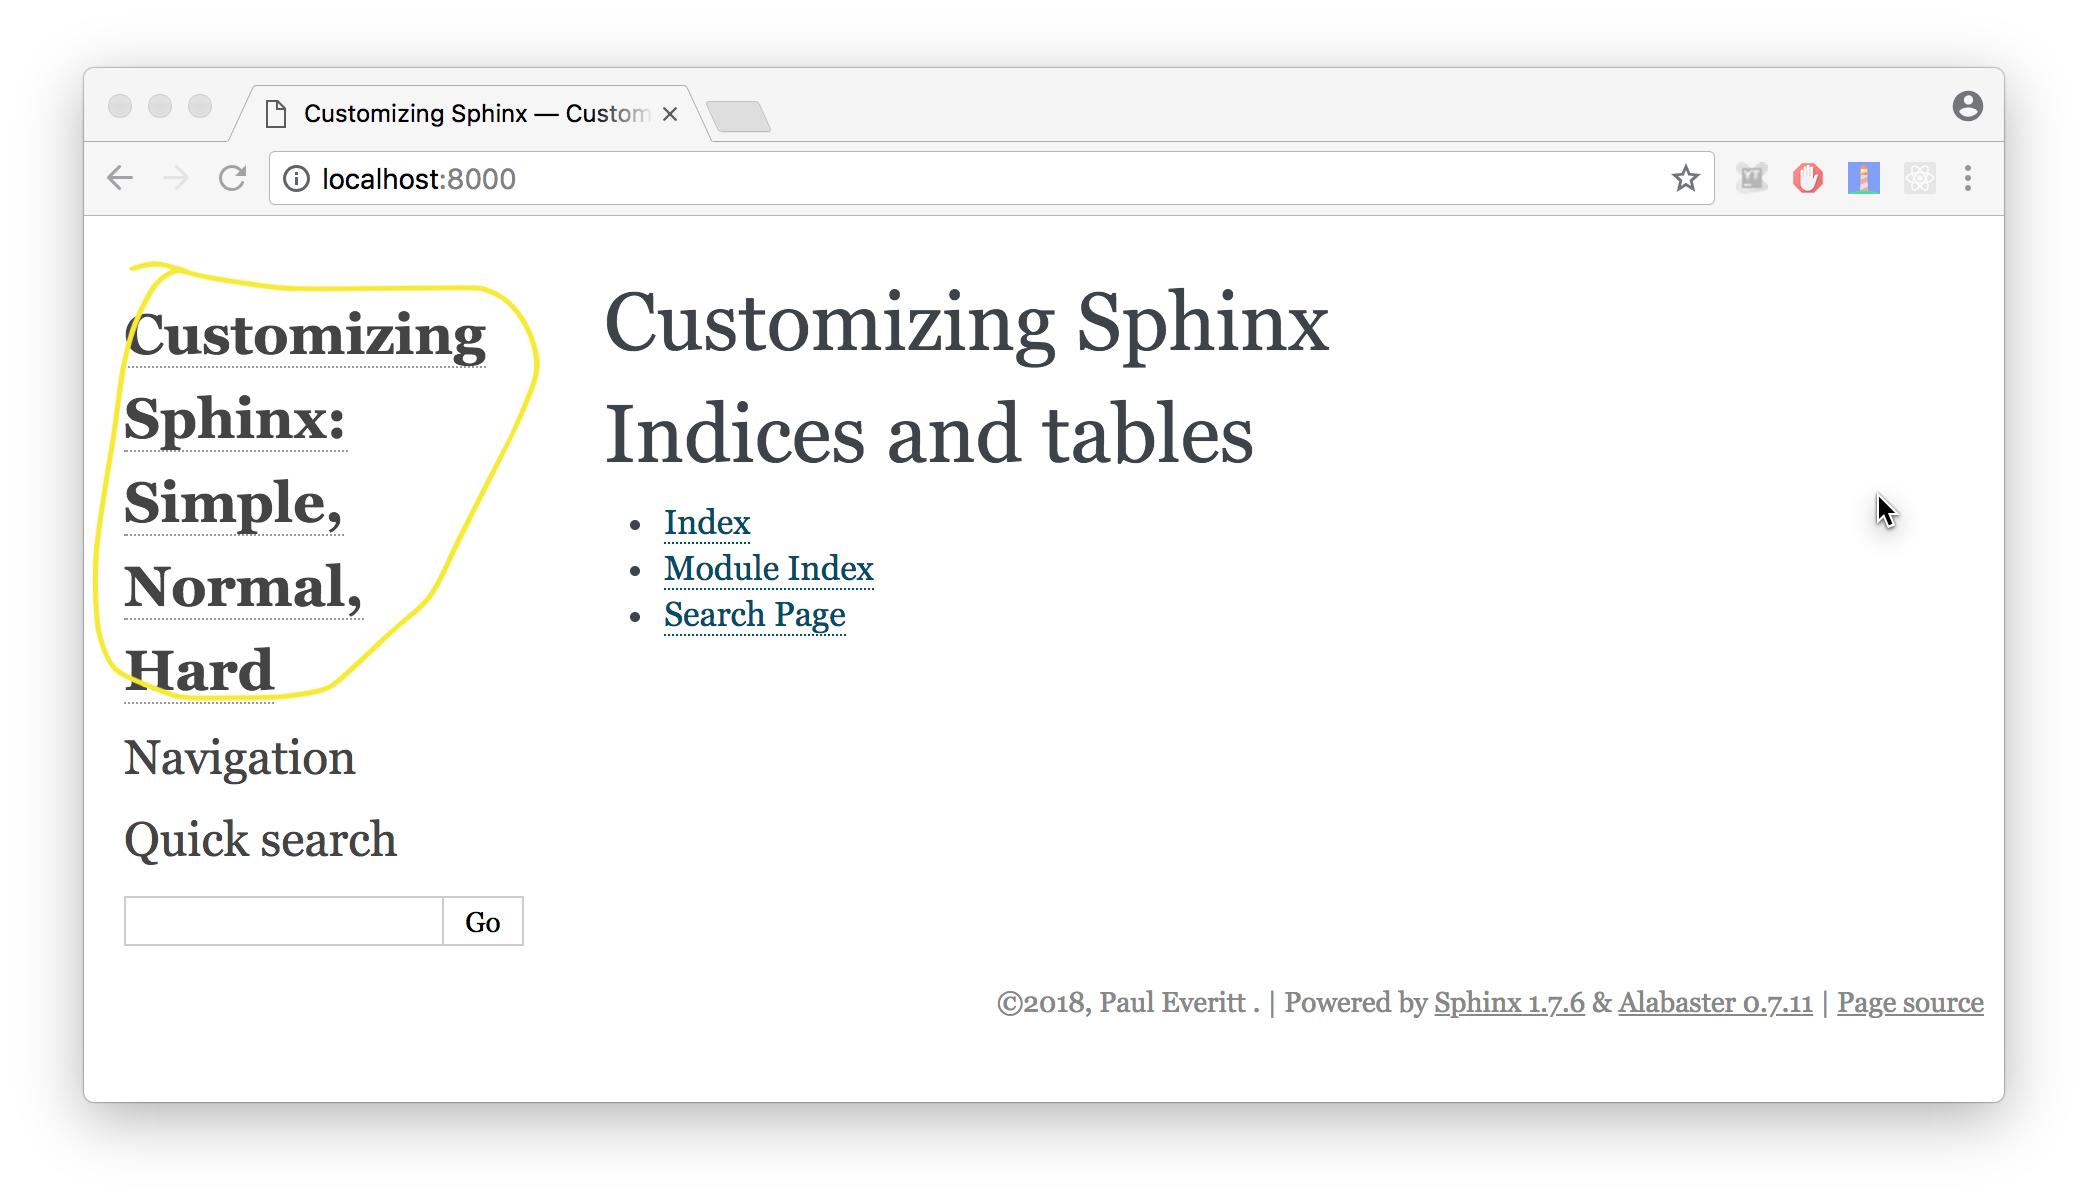 Customizing Sphinx — Custom
localhost:8000
Customizing
Sphinx:
Simple,
Normal,
Hard
Navigation
Quick search
Go
Customizing Sphinx
Indices and tables
Index
Module Index
Search Page
©2018, Paul Everitt . | Powered by Sphinx 1.7.6 & Alabaster 0.7.11 | Page source